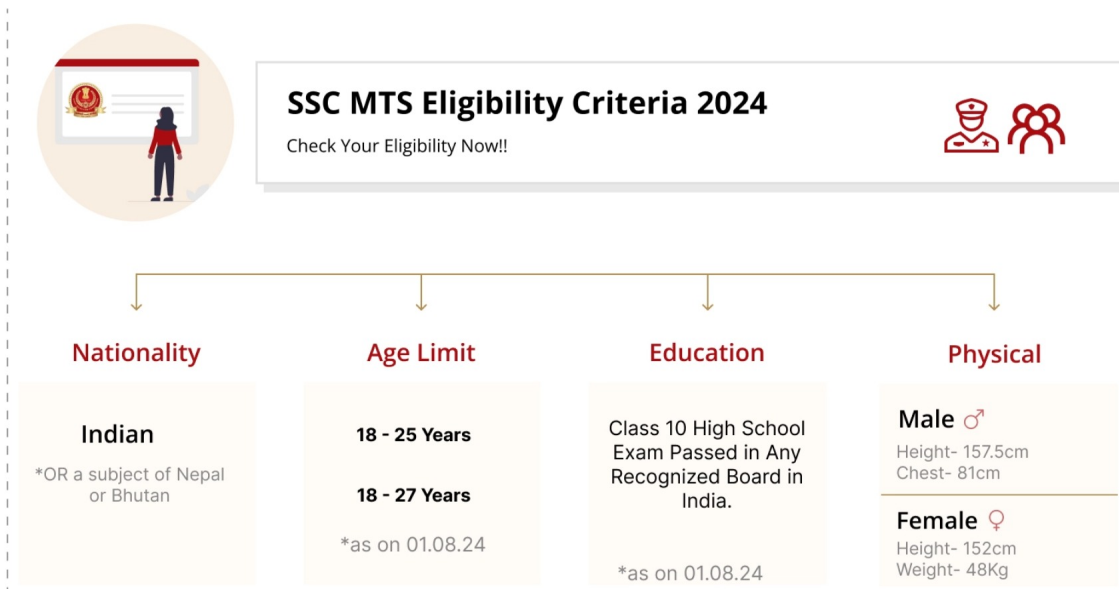 SSC MTS Eligibility Criteria 2024
Check Your Eligibility Now!!
Nationality
Indian
*OR a subject of Nepal
or Bhutan
Age Limit
18 - 25 Years
18 - 27 Years
*as on 01.08.24
Education
Class 10 High School
Exam Passed in Any
Recognized Board in
India.
*as on 01.08.24
Physical
Male ♂
Height- 157.5cm
Chest- 81cm
Female ♀
Height- 152cm
Weight- 48Kg